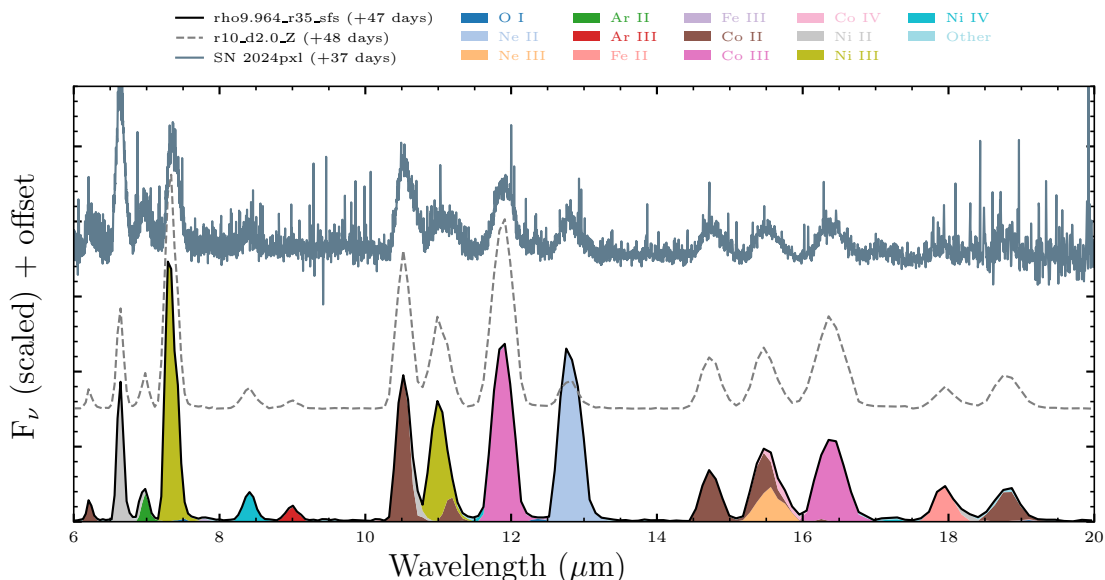 rho9.964_r35_sfs (+47 days)
r10_d2.0_Z (+48 days)
SN 2024pxl (+37 days)
O I
Ne II
Ne III
Ar II
Ar III
Fe II
Fe III
Co II
Co III
Co IV
Ni II
Ni III
Ni IV
Other
F_ν (scaled) + offset
6 8 10 12 14 16 18 20
Wavelength (μm)